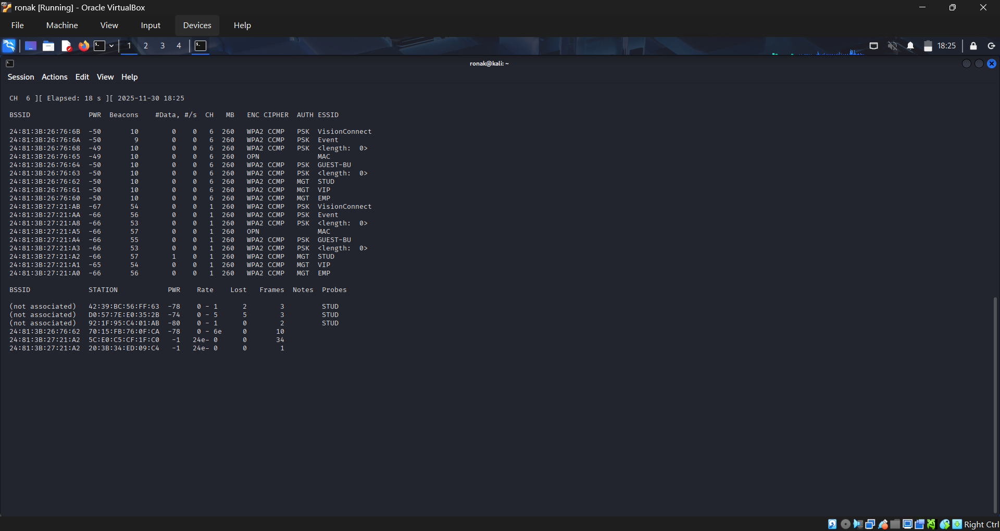 ronak [Running] - Oracle VirtualBox
File Machine View Input Devices Help
1 2 3 4 18:25
ronak@kali: ~
Session Actions Edit View Help
CH 6 ][ Elapsed: 18 s ][ 2025-11-30 18:25
BSSID PWR Beacons #Data, #/s CH MB ENC CIPHER AUTH ESSID
24:81:3B:26:76:6B -50 10 0 0 6 260 WPA2 CCMP PSK VisionConnect
24:81:3B:26:76:6A -50 9 0 0 6 260 WPA2 CCMP PSK Event
24:81:3B:26:76:68 -49 10 0 0 6 260 WPA2 CCMP PSK <length: 0>
24:81:3B:26:76:65 -49 10 0 0 6 260 OPN MAC
24:81:3B:26:76:64 -50 10 0 0 6 260 WPA2 CCMP PSK GUEST-BU
24:81:3B:26:76:63 -50 10 0 0 6 260 WPA2 CCMP PSK <length: 0>
24:81:3B:26:76:62 -50 10 0 0 6 260 WPA2 CCMP MGT STUD
24:81:3B:26:76:61 -50 10 0 0 6 260 WPA2 CCMP MGT VIP
24:81:3B:26:76:60 -50 10 0 0 6 260 WPA2 CCMP MGT EMP
24:81:3B:27:21:AB -67 54 0 0 1 260 WPA2 CCMP PSK VisionConnect
24:81:3B:27:21:AA -66 56 0 0 1 260 WPA2 CCMP PSK Event
24:81:3B:27:21:A8 -66 53 0 0 1 260 WPA2 CCMP PSK <length: 0>
24:81:3B:27:21:A5 -66 57 0 0 1 260 OPN MAC
24:81:3B:27:21:A4 -66 55 0 0 1 260 WPA2 CCMP PSK GUEST-BU
24:81:3B:27:21:A3 -66 53 0 0 1 260 WPA2 CCMP PSK <length: 0>
24:81:3B:27:21:A2 -66 57 1 0 1 260 WPA2 CCMP MGT STUD
24:81:3B:27:21:A1 -65 54 0 0 1 260 WPA2 CCMP MGT VIP
24:81:3B:27:21:A0 -66 56 0 0 1 260 WPA2 CCMP MGT EMP
BSSID STATION PWR Rate Lost Frames Notes Probes
(not associated) 42:39:BC:56:FF:63 -78 0 - 1 2 3 STUD
(not associated) D0:57:7E:E0:35:2B -74 0 - 5 5 3 STUD
(not associated) 92:1F:95:C4:01:AB -80 0 - 1 0 2 STUD
24:81:3B:26:76:62 70:15:FB:76:0F:CA -78 0 - 6e 0 10
24:81:3B:27:21:A2 5C:E0:C5:CF:1F:C0 -1 24e- 0 0 34
24:81:3B:27:21:A2 20:3B:34:ED:09:C4 -1 24e- 0 0 1
Right Ctrl